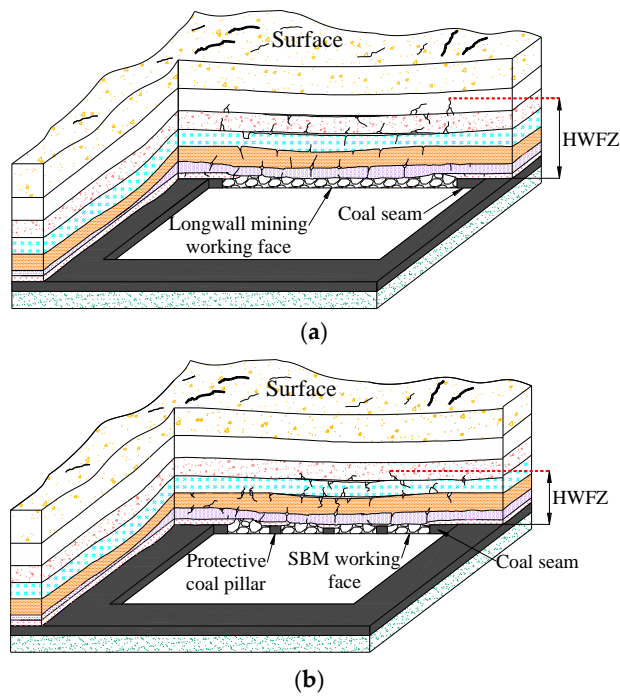 Surface
HWFZ
Longwall mining
working face
Coal seam
(a)
Surface
HWFZ
Protective
coal pillar
SBM working
face
Coal seam
(b)